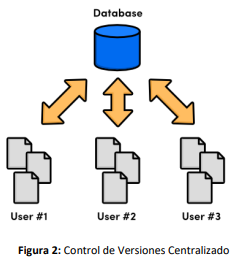 Database
User #1 User #2 User #3
Figura 2: Control de Versiones Centralizado